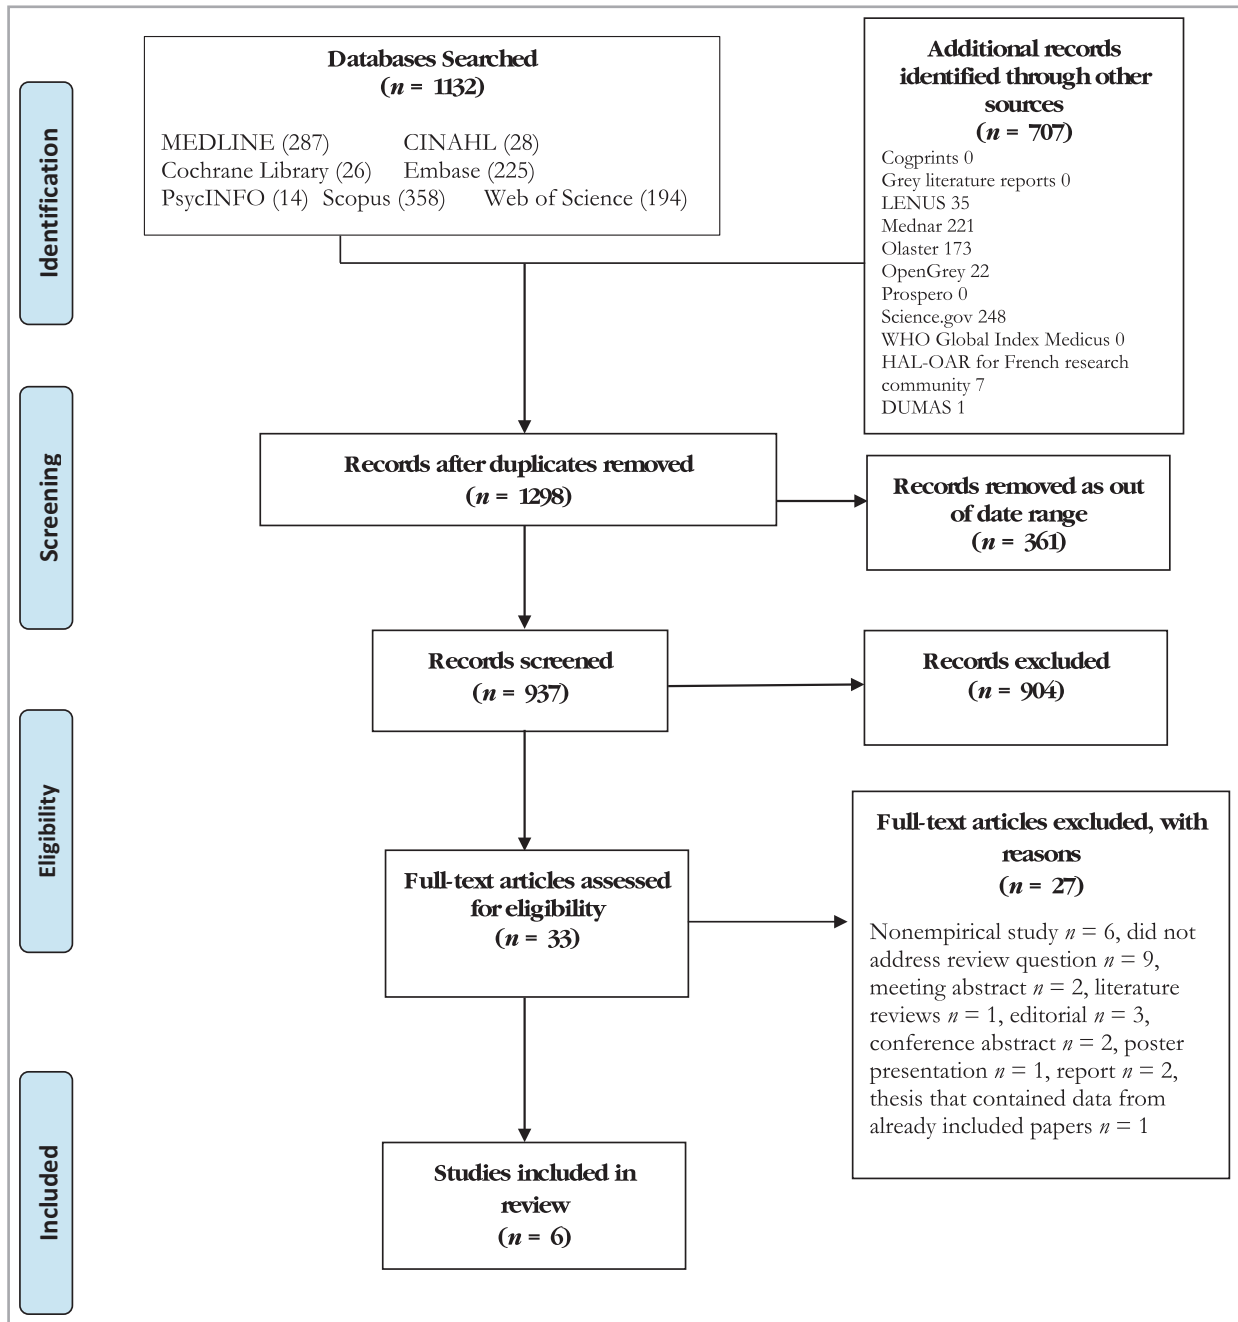 Identification
Databases Searched
(n = 1132)
MEDLINE (287) CINAHL (28)
Cochrane Library (26) Embase (225)
PsycINFO (14) Scopus (358) Web of Science (194)
Additional records
identified through other
sources
(n = 707)
Cogprints 0
Grey literature reports 0
LENUS 35
Mednar 221
Olaster 173
OpenGrey 22
Prospero 0
Science.gov 248
WHO Global Index Medicus 0
HAL-OAR for French research
community 7
DUMAS 1
Screening
Records after duplicates removed
(n = 1298)
Records removed as out
of date range
(n = 361)
Records screened
(n = 937)
Records excluded
(n = 904)
Eligibility
Full-text articles assessed
for eligibility
(n = 33)
Full-text articles excluded, with
reasons
(n = 27)
Nonempirical study n = 6, did not
address review question n = 9,
meeting abstract n = 2, literature
reviews n = 1, editorial n = 3,
conference abstract n = 2, poster
presentation n = 1, report n = 2,
thesis that contained data from
already included papers n = 1
Included
Studies included in
review
(n = 6)